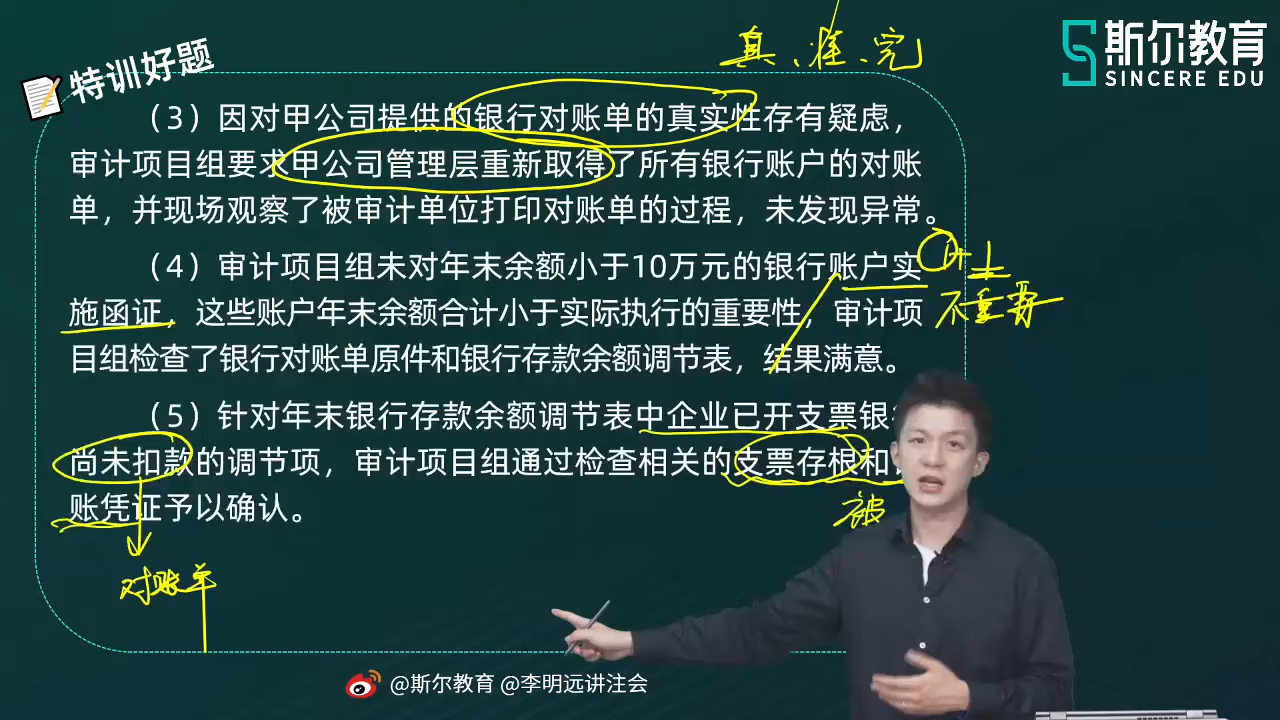 真、准、完
斯尔教育
SINCERE EDU
特训好题
（3）因对甲公司提供的银行对账单的真实性存有疑虑，
审计项目组要求甲公司管理层重新取得了所有银行账户的对账
单，并现场观察了被审计单位打印对账单的过程，未发现异常。
（4）审计项目组未对年末余额小于10万元的银行账户实
施函证，这些账户年末余额合计小于实际执行的重要性，审计项
不重要
目组检查了银行对账单原件和银行存款余额调节表，结果满意。
（5）针对年末银行存款余额调节表中企业已开支票银
尚未扣款的调节项，审计项目组通过检查相关的支票存根和
账凭证予以确认。
被
对账单
@斯尔教育 @李明远讲注会